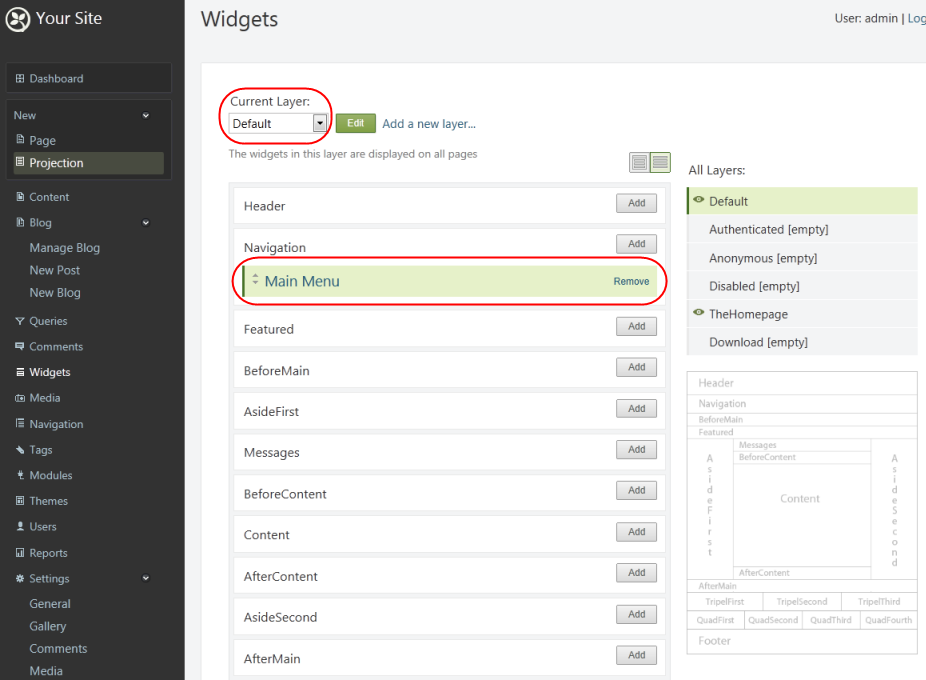 Your Site
Widgets
User: admin | Log
Dashboard
New
Page
Projection
Content
Blog
Manage Blog
New Post
New Blog
Queries
Comments
Widgets
Media
Navigation
Tags
Modules
Themes
Users
Reports
Settings
General
Gallery
Comments
Media
Current Layer:
Default
Edit
Add a new layer...
The widgets in this layer are displayed on all pages
Header
Add
Navigation
Add
Main Menu
Remove
Featured
Add
BeforeMain
Add
AsideFirst
Add
Messages
Add
BeforeContent
Add
Content
Add
AfterContent
Add
AsideSecond
Add
AfterMain
Add
All Layers:
Default
Authenticated [empty]
Anonymous [empty]
Disabled [empty]
TheHomepage
Download [empty]
Header
Navigation
BeforeMain
Featured
AsideFirst
Messages
BeforeContent
Content
AfterContent
AsideSecond
AfterMain
TripelFirst TripelSecond TripelThird
QuadFirst QuadSecond QuadThird QuadFourth
Footer